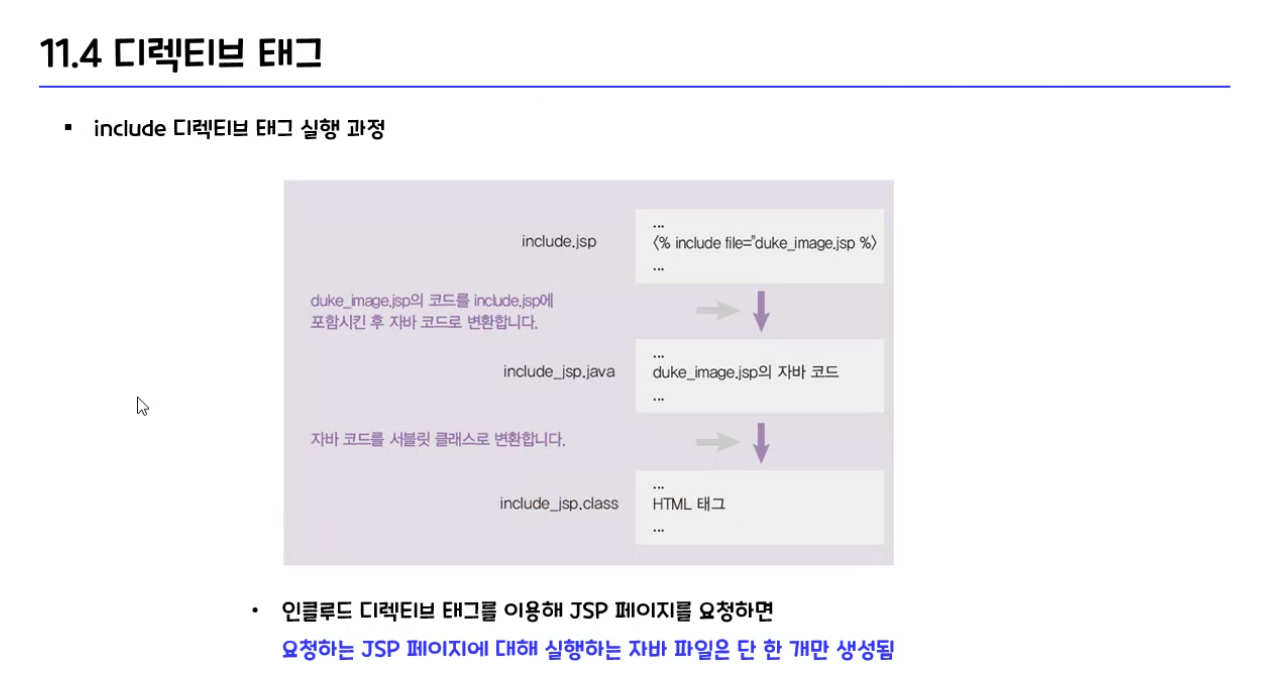 11.4 디렉티브 태그
▪ include 디렉티브 태그 실행 과정
include.jsp
...
<% include file="duke_image.jsp %>
...
duke_image.jsp의 코드를 include.jsp에
포함시킨 후 자바 코드로 변환합니다.
include_jsp.java
...
duke_image.jsp의 자바 코드
...
자바 코드를 서블릿 클래스로 변환합니다.
include_jsp.class
...
HTML 태그
...
• 인클루드 디렉티브 태그를 이용해 JSP 페이지를 요청하면
요청하는 JSP 페이지에 대해 실행하는 자바 파일은 단 한 개만 생성됨